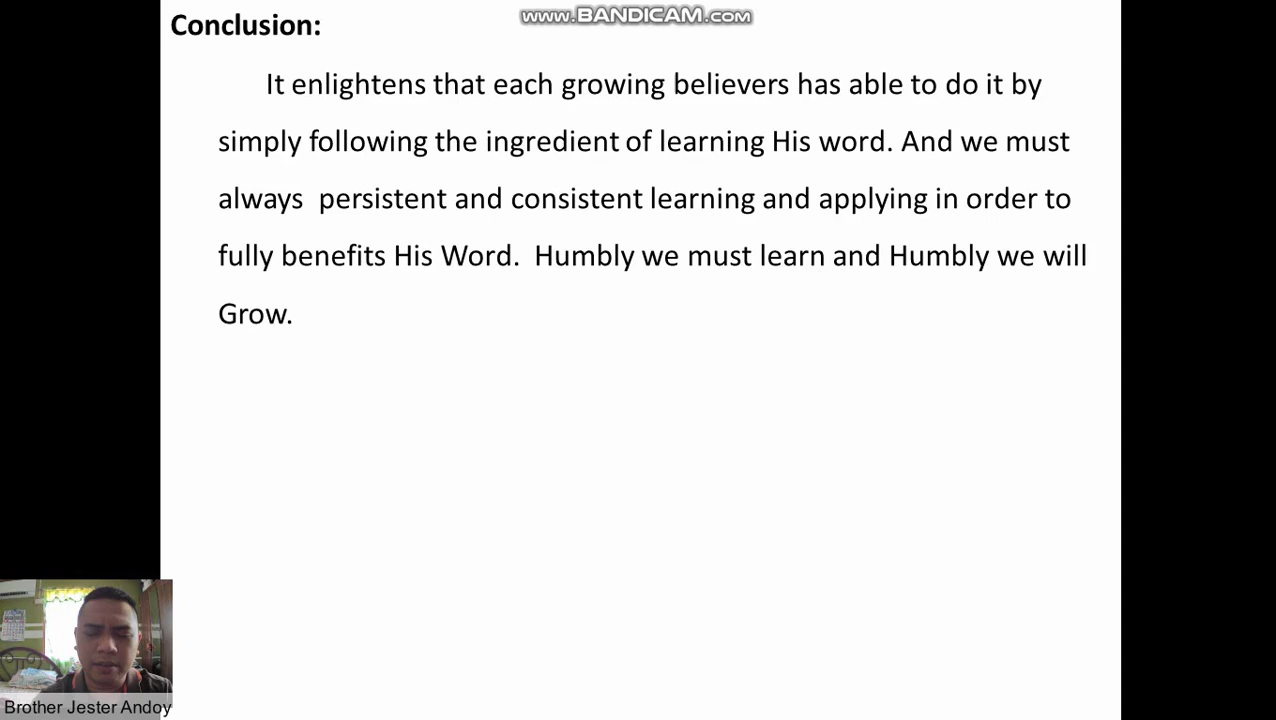 www.BANDICAM.com
Conclusion:
It enlightens that each growing believers has able to do it by
simply following the ingredient of learning His word. And we must
always  persistent and consistent learning and applying in order to
fully benefits His Word.  Humbly we must learn and Humbly we will
Grow.
Brother Jester Andoy